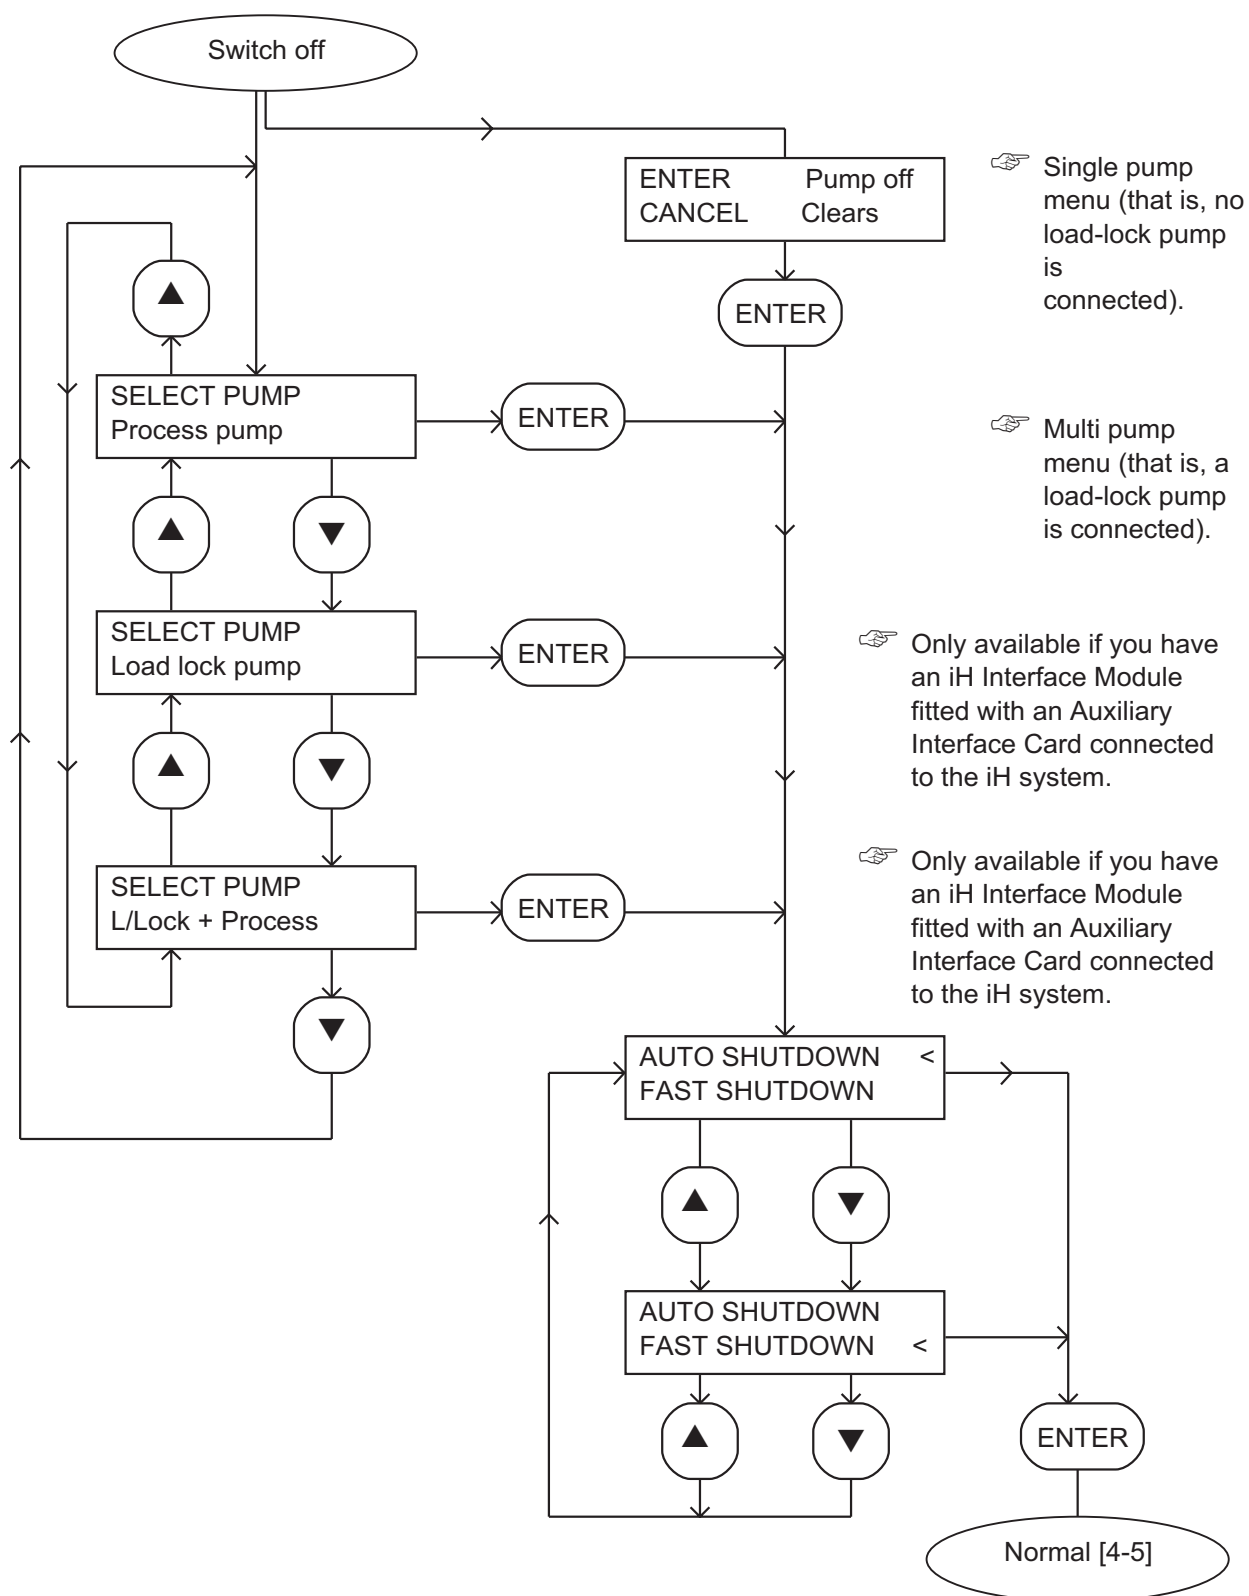 Switch off
ENTER Pump off
CANCEL Clears
☞ Single pump
menu (that is, no
load-lock pump
is
connected).
▲
ENTER
SELECT PUMP
Process pump
ENTER
☞ Multi pump
menu (that is, a
load-lock pump
is connected).
▲ ▼
SELECT PUMP
Load lock pump
ENTER
☞ Only available if you have
an iH Interface Module
fitted with an Auxiliary
Interface Card connected
to the iH system.
▲ ▼
SELECT PUMP
L/Lock + Process
ENTER
☞ Only available if you have
an iH Interface Module
fitted with an Auxiliary
Interface Card connected
to the iH system.
▼
AUTO SHUTDOWN <
FAST SHUTDOWN
▲ ▼
AUTO SHUTDOWN
FAST SHUTDOWN <
▲ ▼
ENTER
Normal [4-5]